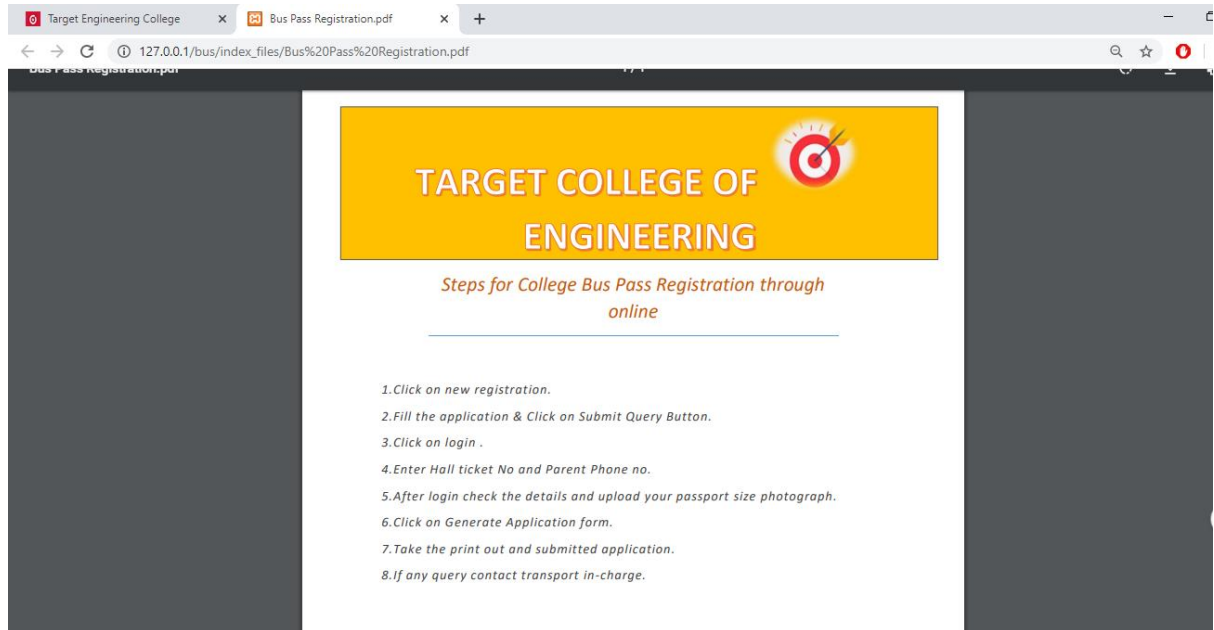 Target Engineering College
Bus Pass Registration.pdf
127.0.0.1/bus/index_files/Bus%20Pass%20Registration.pdf
Bus Pass Registration.pdf
TARGET COLLEGE OF
ENGINEERING
Steps for College Bus Pass Registration through
online
1.Click on new registration.
2.Fill the application & Click on Submit Query Button.
3.Click on login .
4.Enter Hall ticket No and Parent Phone no.
5.After login check the details and upload your passport size photograph.
6.Click on Generate Application form.
7.Take the print out and submitted application.
8.If any query contact transport in-charge.